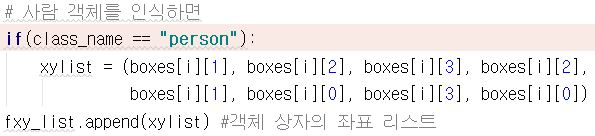 # 사람 객체를 인식하면
if(class_name == "person"):
xylist = (boxes[i][1], boxes[i][2], boxes[i][3], boxes[i][2],
boxes[i][1], boxes[i][0], boxes[i][3], boxes[i][0])
fxy_list.append(xylist) #객체 상자의 좌표 리스트